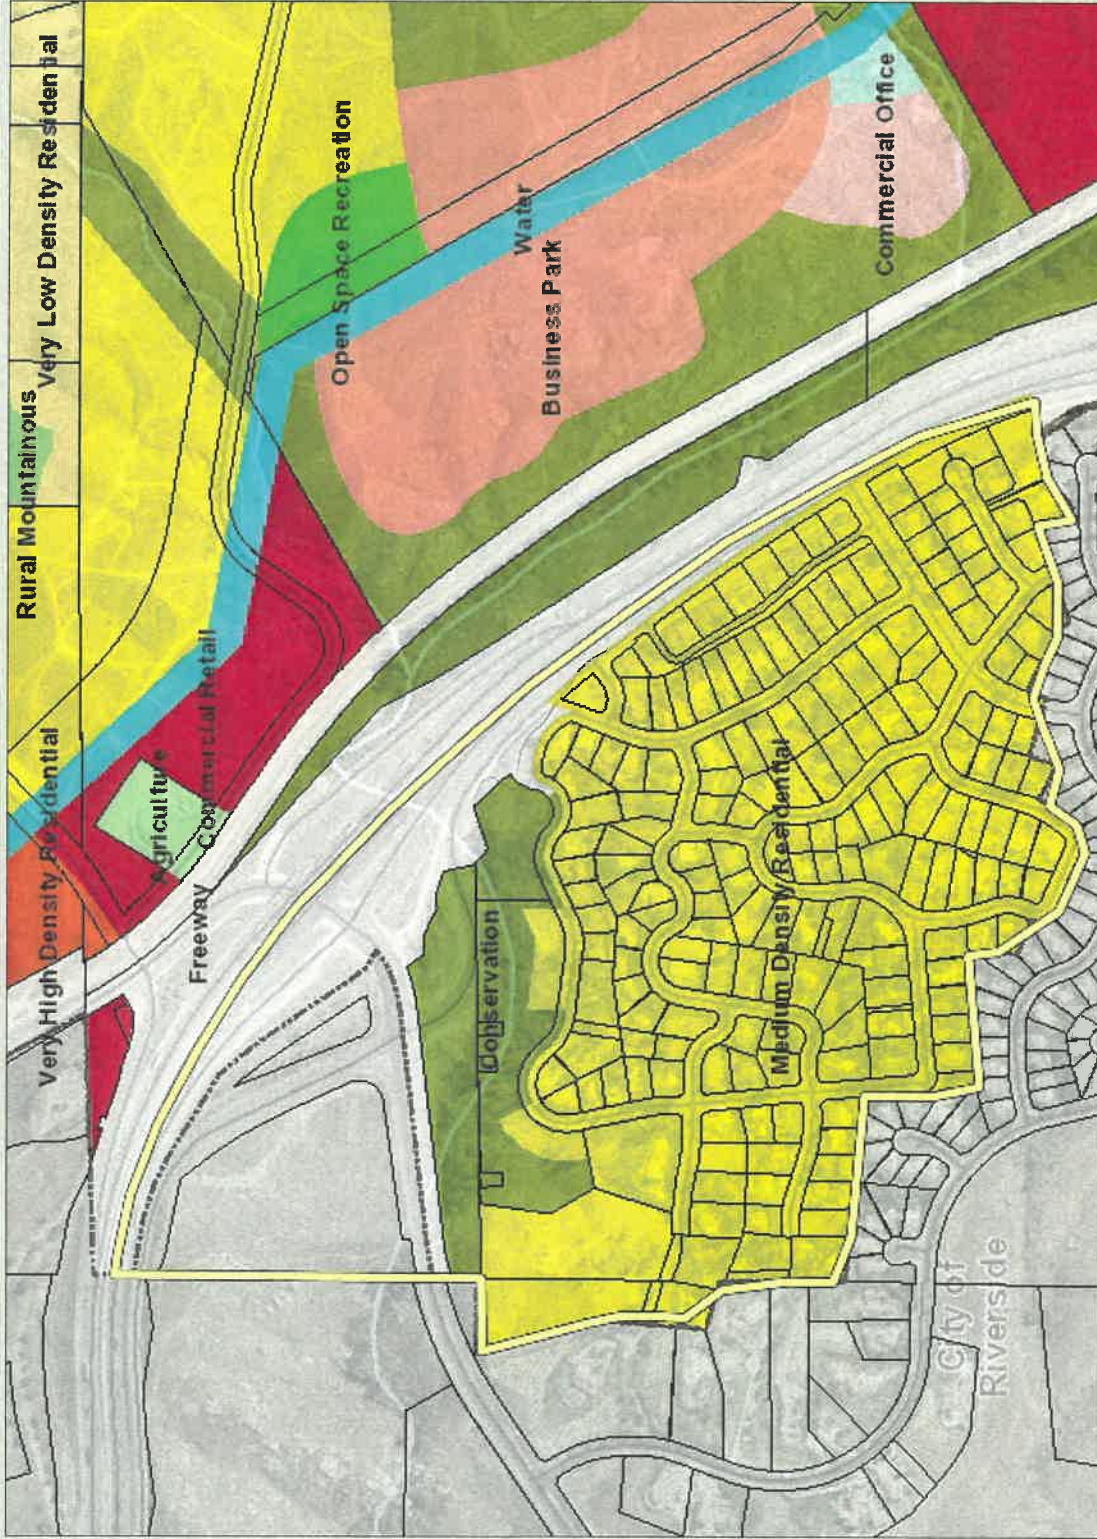 Very High Density Residential
Rural Mountainous
Very Low Density Residential
Freeway
Agriculture
Commercial Retail
Open Space Recreation
Conservation
Water
Business Park
Medium Density Residential
Commercial Office
City of
Riverside